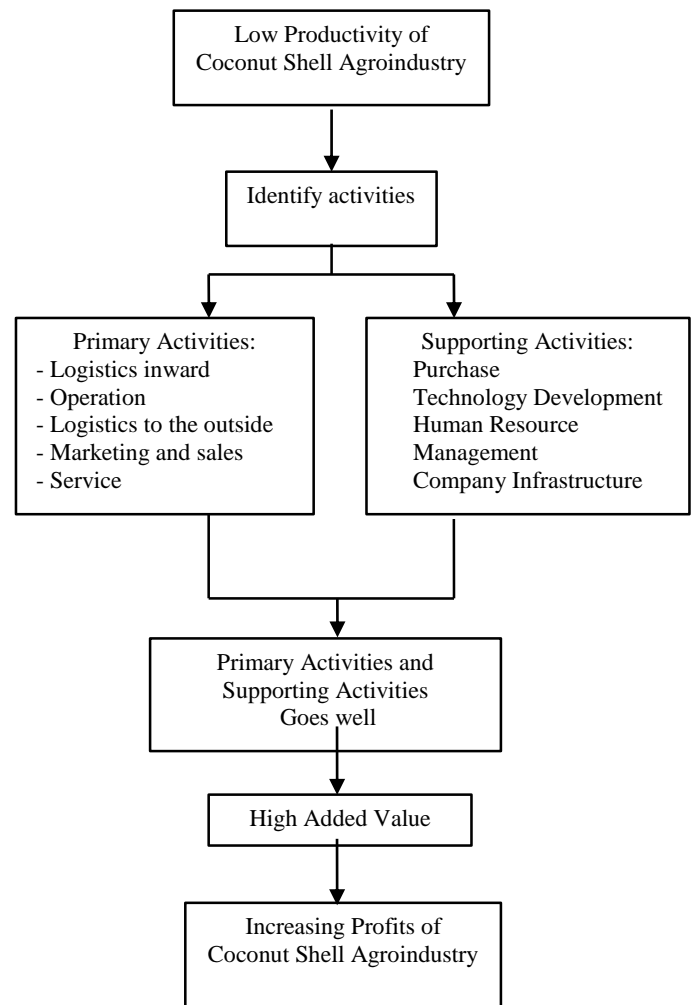 Low Productivity of
Coconut Shell Agroindustry
Identify activities
Primary Activities:
- Logistics inward
- Operation
- Logistics to the outside
- Marketing and sales
- Service
Supporting Activities:
Purchase
Technology Development
Human Resource
Management
Company Infrastructure
Primary Activities and
Supporting Activities
Goes well
High Added Value
Increasing Profits of
Coconut Shell Agroindustry